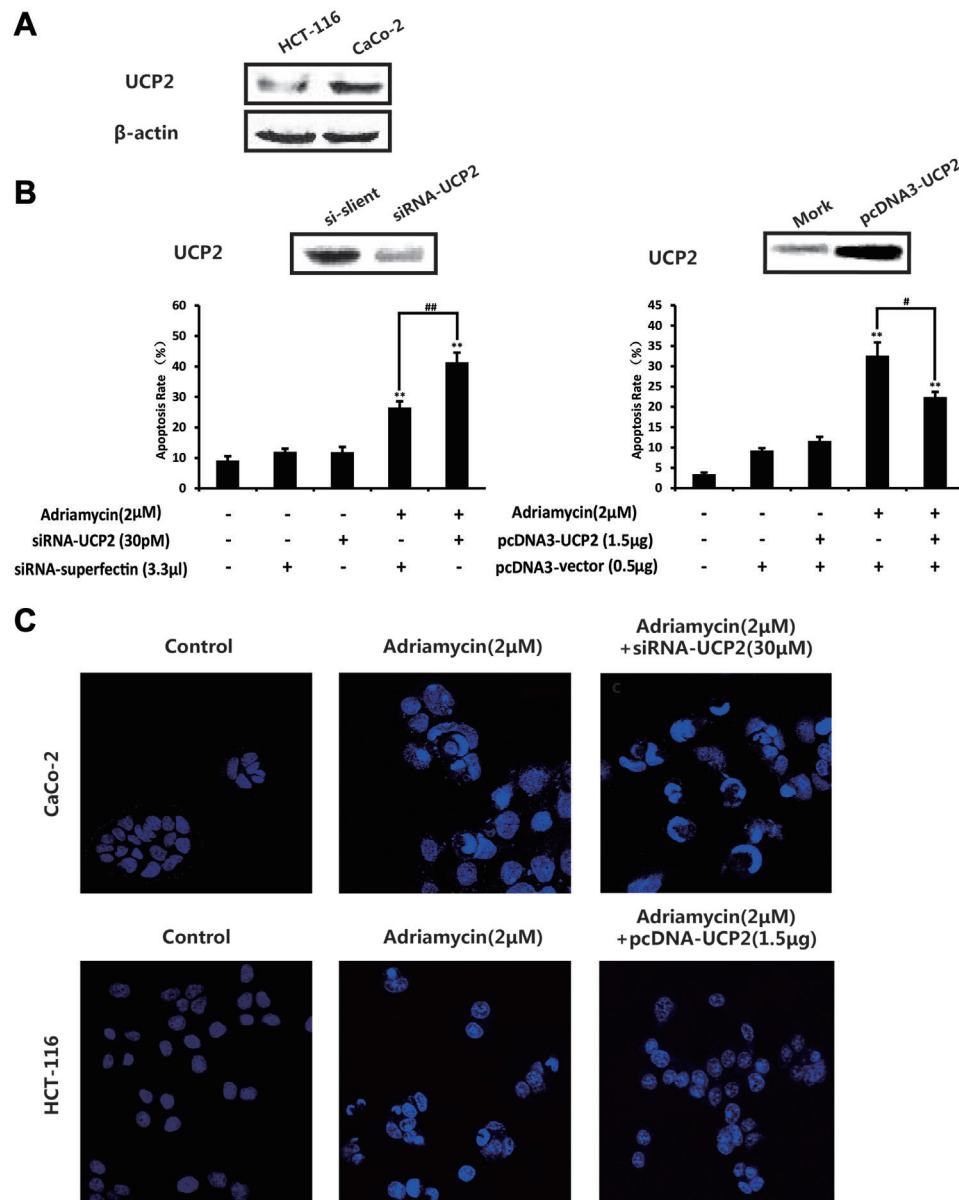 A
HCT-116 CaCo-2
UCP2
β-actin
B
si-slient siRNA-UCP2
UCP2
60
50
40
30
20
10
0
Apoptosis Rate (%)
**
**
##
Adriamycin(2μM) - - - + +
siRNA-UCP2 (30pM) - - + - +
siRNA-superfectin (3.3μl) - + - + -
Mork pcDNA3-UCP2
UCP2
45
40
35
30
25
20
15
10
5
0
Apoptosis Rate (%)
**
**
#
Adriamycin(2μM) - - - + +
pcDNA3-UCP2 (1.5μg) - - + - +
pcDNA3-vector (0.5μg) - + + + +
C
Control
Adriamycin(2μM)
Adriamycin(2μM)
+siRNA-UCP2(30μM)
c
CaCo-2
Control
Adriamycin(2μM)
Adriamycin(2μM)
+pcDNA-UCP2(1.5μg)
HCT-116